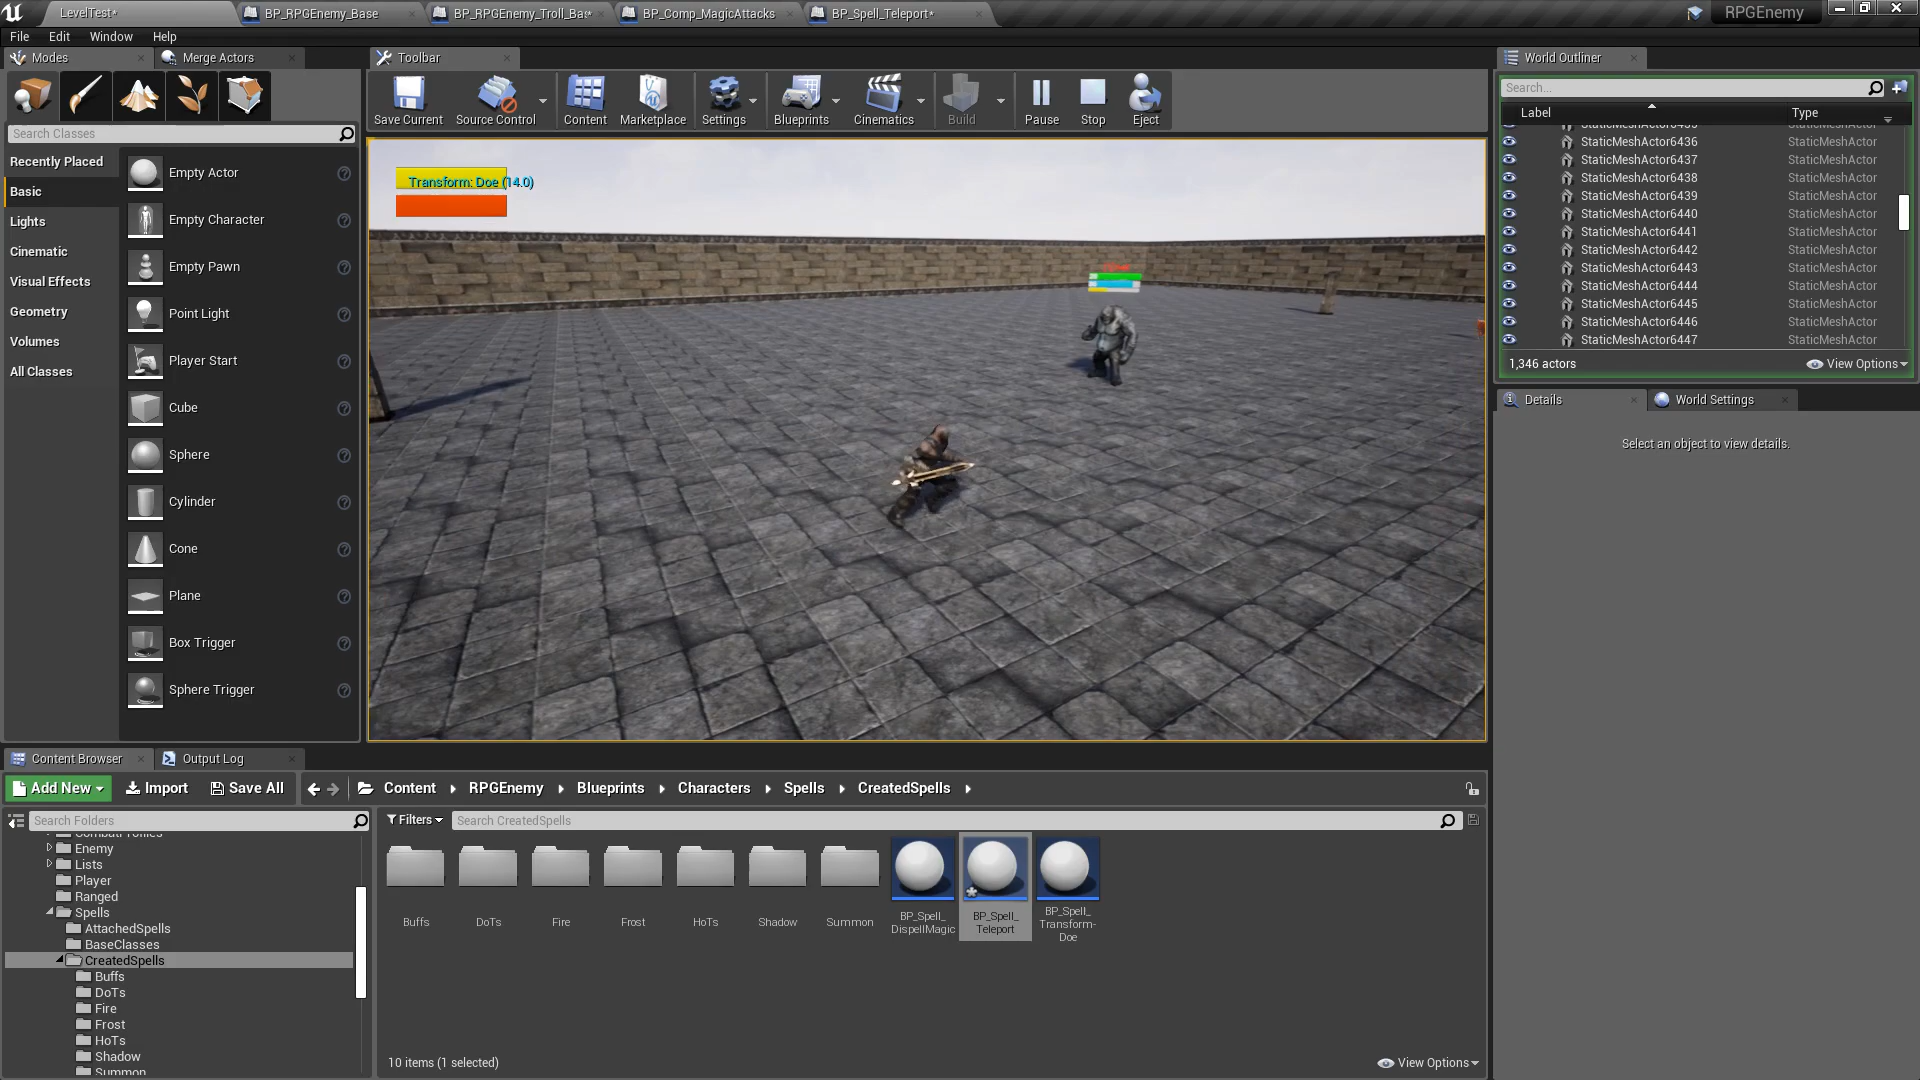 LevelTest*
BP_RPGEnemy_Base
BP_RPGEnemy_Troll_Bas*
BP_Comp_MagicAttacks
BP_Spell_Teleport*
RPGEnemy
File Edit Window Help
Modes
Merge Actors
Search Classes
Recently Placed
Basic
Lights
Cinematic
Visual Effects
Geometry
Volumes
All Classes
Empty Actor
Empty Character
Empty Pawn
Point Light
Player Start
Cube
Sphere
Cylinder
Cone
Plane
Box Trigger
Sphere Trigger
Toolbar
Save Current
Source Control
Content
Marketplace
Settings
Blueprints
Cinematics
Build
Pause
Stop
Eject
Transform: Doe (14.0)
World Outliner
Search...
Label Type
StaticMeshActor6435 StaticMeshActor
StaticMeshActor6436 StaticMeshActor
StaticMeshActor6437 StaticMeshActor
StaticMeshActor6438 StaticMeshActor
StaticMeshActor6439 StaticMeshActor
StaticMeshActor6440 StaticMeshActor
StaticMeshActor6441 StaticMeshActor
StaticMeshActor6442 StaticMeshActor
StaticMeshActor6443 StaticMeshActor
StaticMeshActor6444 StaticMeshActor
StaticMeshActor6445 StaticMeshActor
StaticMeshActor6446 StaticMeshActor
StaticMeshActor6447 StaticMeshActor
1,346 actors
View Options
Details
World Settings
Select an object to view details.
Content Browser
Output Log
Add New
Import
Save All
Content
RPGEnemy
Blueprints
Characters
Spells
CreatedSpells
Search Folders
CombatProfiles
Enemy
Lists
Player
Ranged
Spells
AttachedSpells
BaseClasses
CreatedSpells
Buffs
DoTs
Fire
Frost
HoTs
Shadow
Summon
Filters
Search CreatedSpells
Buffs
DoTs
Fire
Frost
HoTs
Shadow
Summon
BP_Spell_
DispellMagic
BP_Spell_
Teleport
BP_Spell_
Transform-
Doe
10 items (1 selected)
View Options